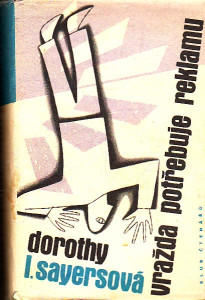 dorothy
l. sayersová
vražda potřebuje reklamu
KLUB ČTENÁŘŮ